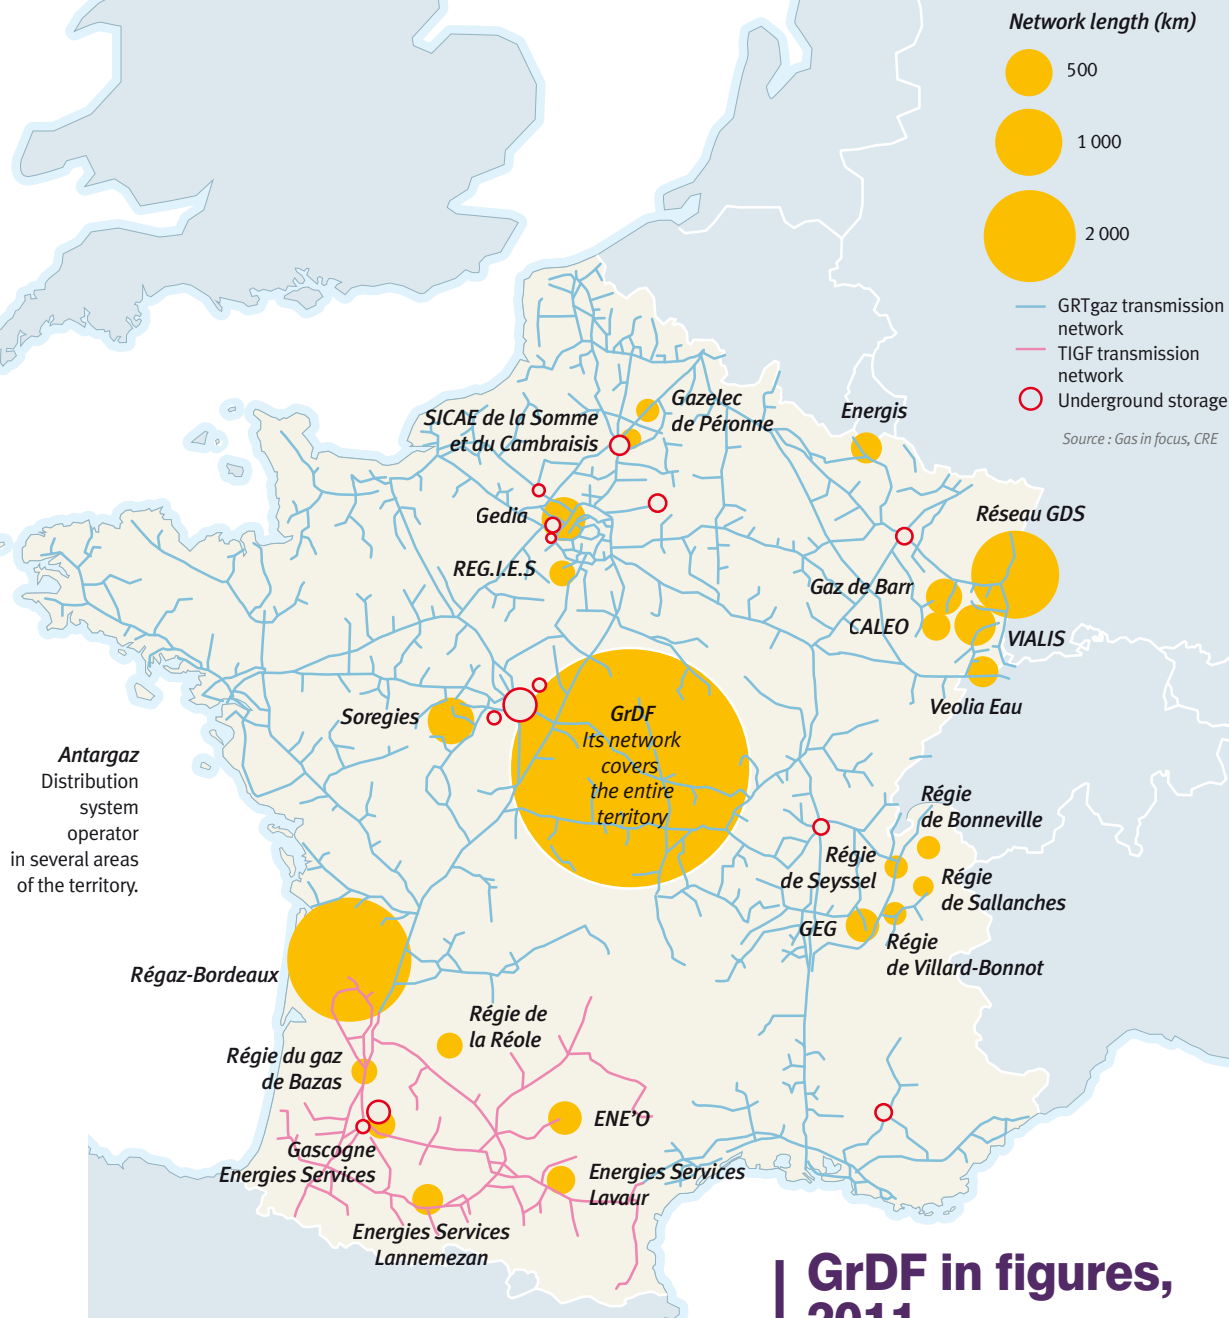 Network length (km)
500
1 000
2 000
GRTgaz transmission
network
TIGF transmission
network
Underground storage
Source : Gas in focus, CRE
Gazelec
de Péronne
SICAE de la Somme
et du Cambraisis
Energis
Gedia
Réseau GDS
REG.I.E.S
Gaz de Barr
CALEO
VIALIS
Veolia Eau
Soregies
GrDF
Its network
covers
the entire
territory
Antargaz
Distribution
system
operator
in several areas
of the territory.
Régie
de Bonneville
Régie
de Seyssel
Régie
de Sallanches
GEG
Régie
de Villard-Bonnot
Régaz-Bordeaux
Régie de
la Réole
Régie du gaz
de Bazas
ENE'O
Gascogne
Energies Services
Energies Services
Lavaur
Energies Services
Lannemezan
GrDF in figures,
2011